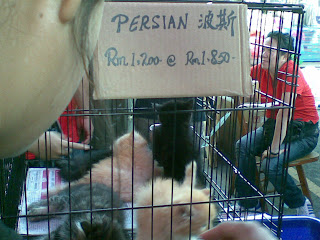 PERSIAN 波斯
Rm 1,200 @ Rm 1,850-